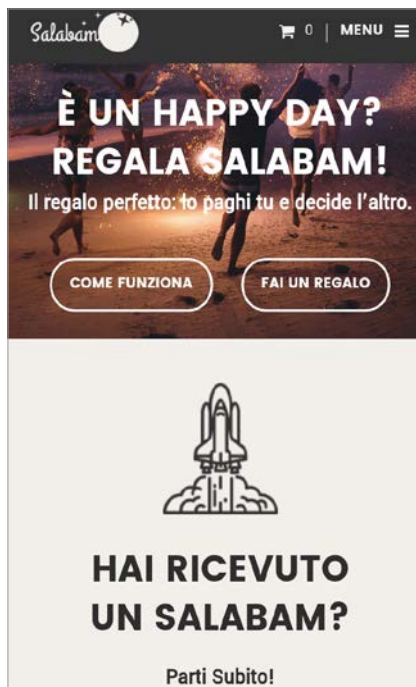 Salabam
0 | MENU
È UN HAPPY DAY?
REGALA SALABAM!
Il regalo perfetto: lo paghi tu e decide l'altro.
COME FUNZIONA
FAI UN REGALO
HAI RICEVUTO
UN SALABAM?
Parti Subito!